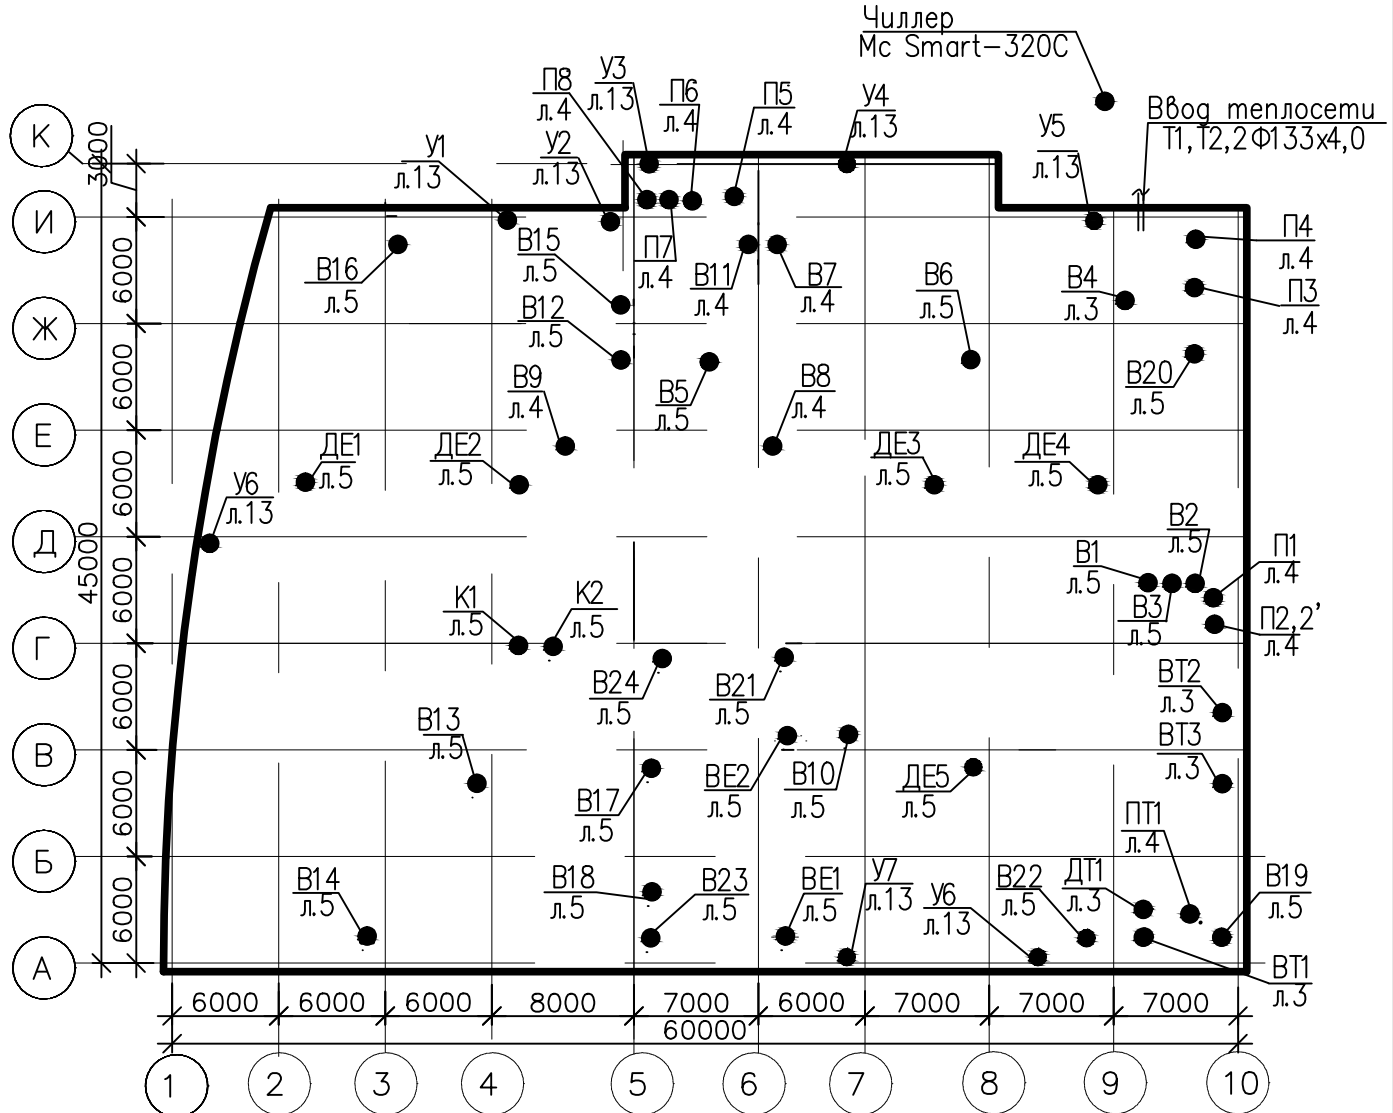 Чиллер
Мс Smart-320С
Ввод теплосети
Т1,Т2,2Ф133х4,0
К
3000
У1
л.13
У2
л.13
П8
л.4
У3
л.13
П6
л.4
П5
л.4
У4
л.13
У5
л.13
И
6000
В16
л.5
В15
л.5
П7
л.4
В11
л.4
В7
л.4
В6
л.5
В4
л.3
П4
л.4
П3
л.4
Ж
6000
В12
л.5
В9
л.4
В5
л.5
В8
л.4
В20
л.5
Е
6000
У6
л.13
ДЕ1
л.5
ДЕ2
л.5
ДЕ3
л.5
ДЕ4
л.5
Д
45000
6000
В1
л.5
В2
л.5
В3
л.5
П1
л.4
П2,2'
л.4
К1
л.5
К2
л.5
Г
6000
В24
л.5
В21
л.5
ВТ2
л.3
В13
л.5
ВТ3
л.3
В
6000
В17
л.5
ВЕ2
л.5
В10
л.5
ДЕ5
л.5
ПТ1
л.4
Б
6000
В14
л.5
В18
л.5
В23
л.5
ВЕ1
л.5
У7
л.13
У6
л.13
В22
л.5
ДТ1
л.3
В19
л.5
ВТ1
л.3
А
6000 6000 6000 8000 7000 6000 7000 7000 7000
60000
1 2 3 4 5 6 7 8 9 10